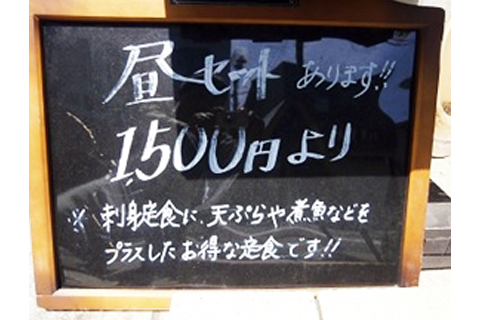 昼セットあります!!
1,500円より
※刺身定食に、天ぷらや煮魚などを
プラスしたお得な定食です!!